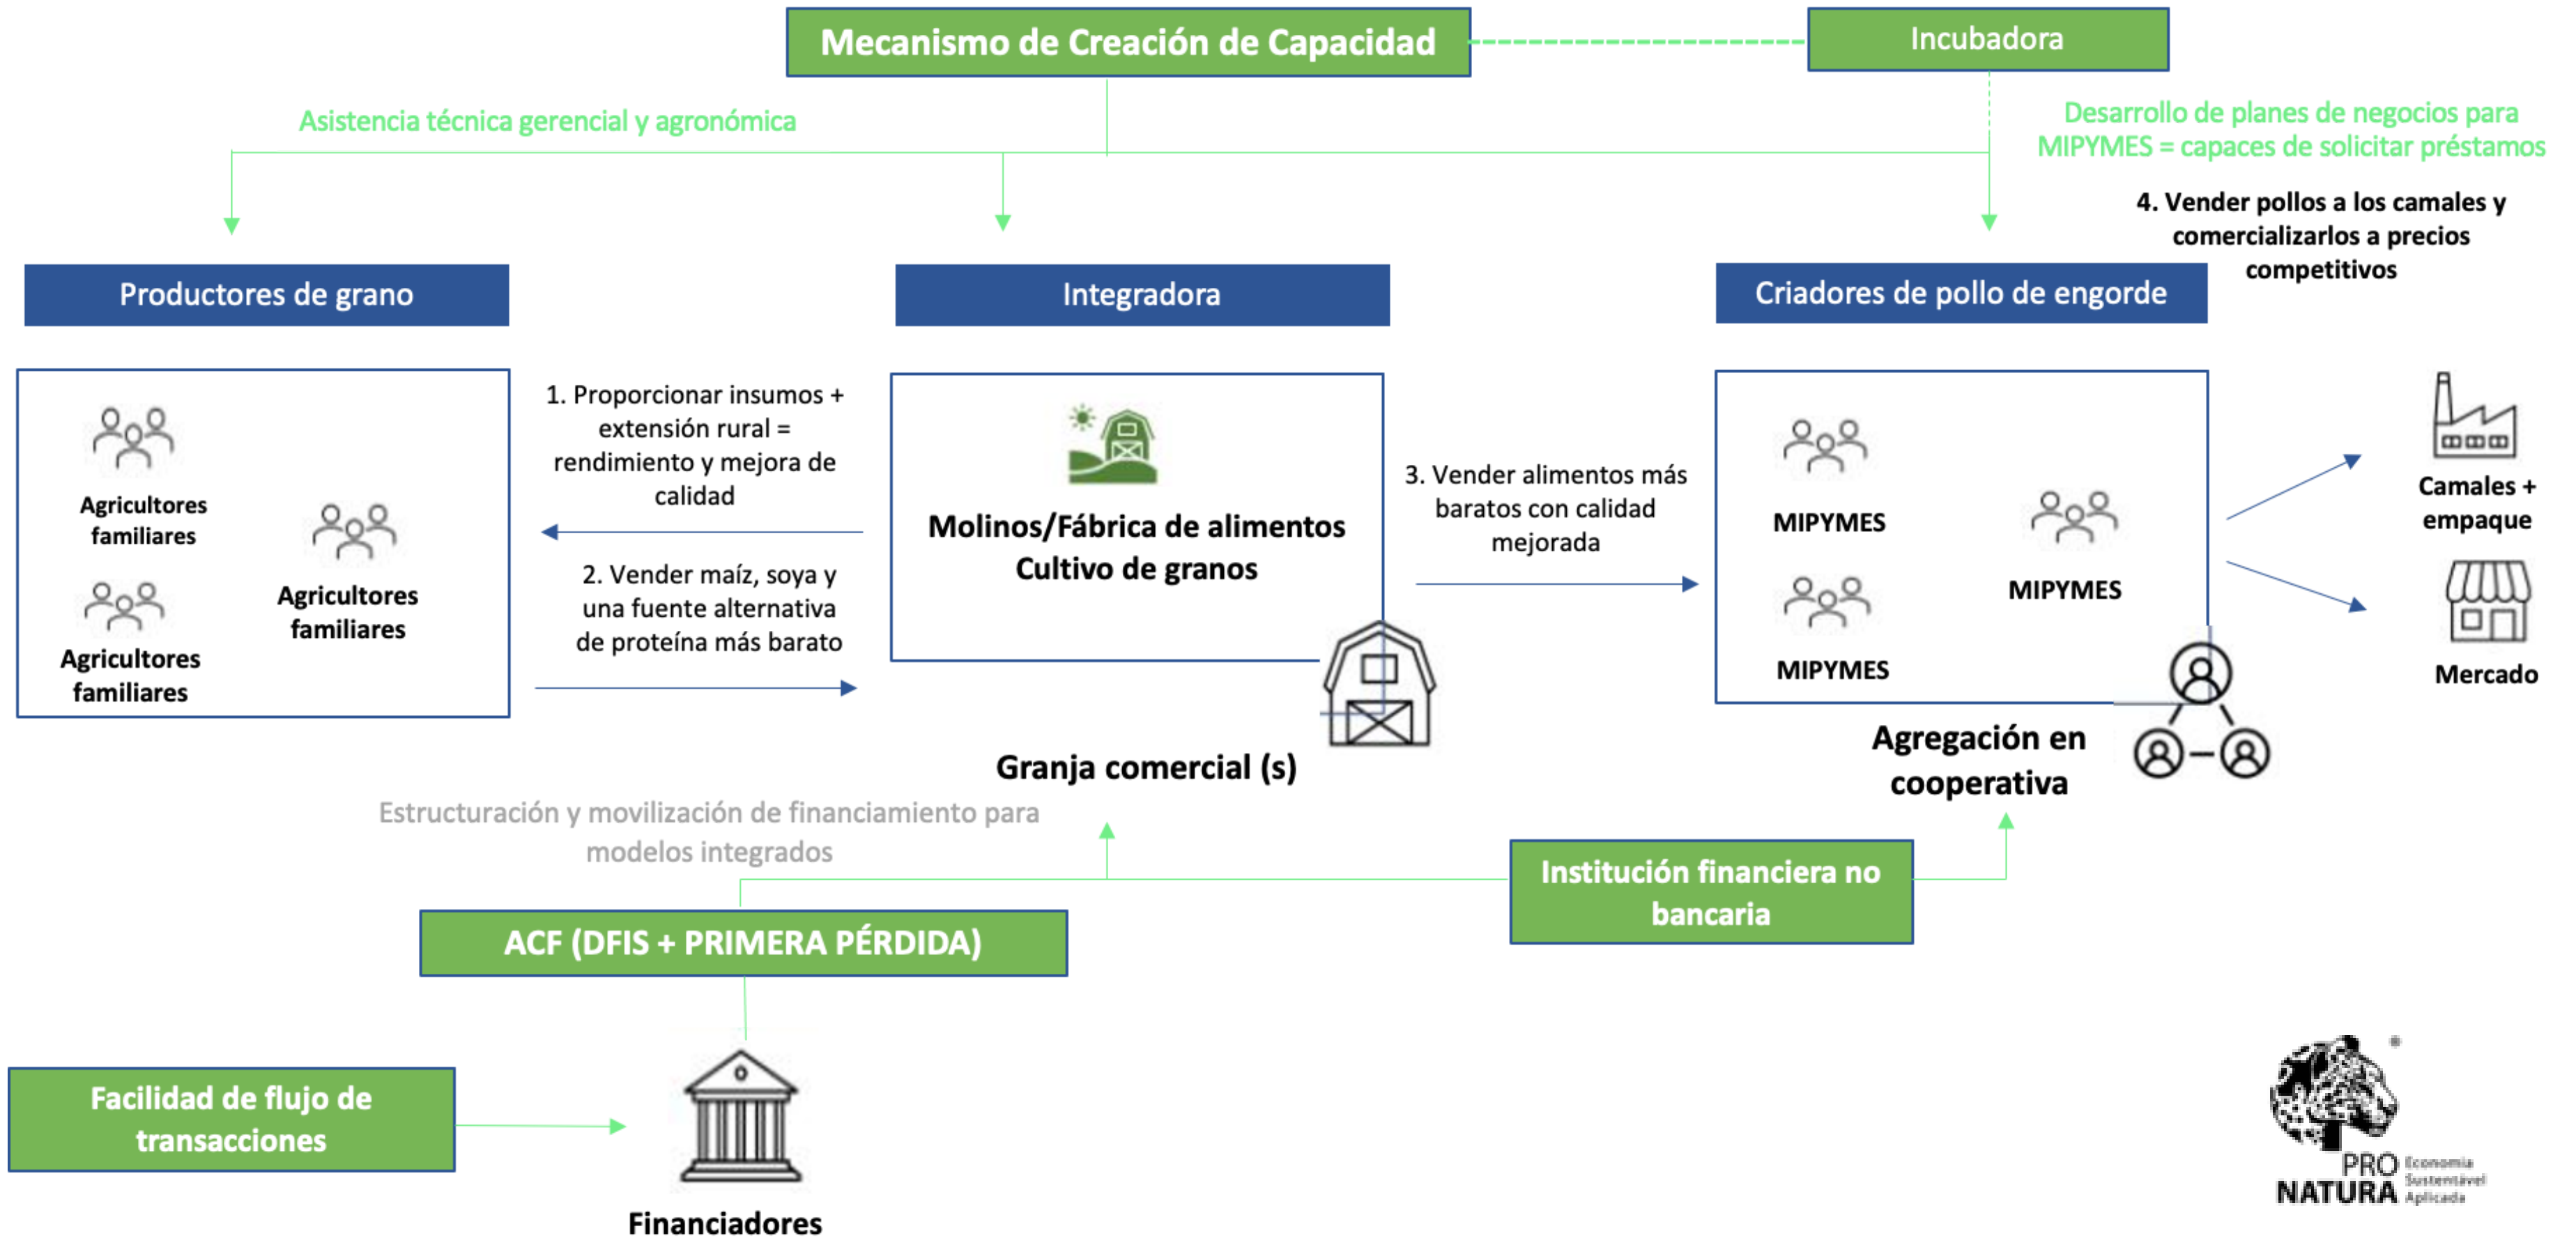 Mecanismo de Creación de Capacidad
Incubadora
Asistencia técnica gerencial y agronómica
Desarrollo de planes de negocios para
MIPYMES = capaces de solicitar préstamos
4. Vender pollos a los camales y
comercializarlos a precios
competitivos
Productores de grano
Integradora
Criadores de pollo de engorde
Agricultores
familiares
Agricultores
familiares
Agricultores
familiares
1. Proporcionar insumos +
extensión rural =
rendimiento y mejora de
calidad
2. Vender maíz, soya y
una fuente alternativa
de proteína más barato
Molinos/Fábrica de alimentos
Cultivo de granos
Granja comercial (s)
3. Vender alimentos más
baratos con calidad
mejorada
MIPYMES
MIPYMES
MIPYMES
Agregación en
cooperativa
Camales +
empaque
Mercado
Estructuración y movilización de financiamiento para
modelos integrados
Institución financiera no
bancaria
ACF (DFIS + PRIMERA PÉRDIDA)
Facilidad de flujo de
transacciones
Financiadores
®
PRO
NATURA
Economia
Sustentável
Aplicada